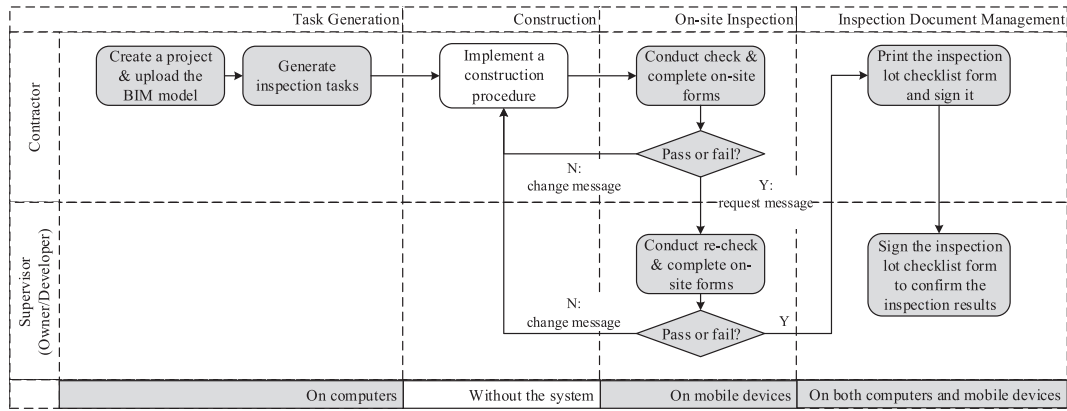 Task Generation
Construction
On-site Inspection
Inspection Document Management
Contractor
Create a project
& upload the
BIM model
Generate
inspection tasks
Implement a
construction
procedure
Conduct check &
complete on-site
forms
Print the inspection
lot checklist form
and sign it
Pass or fail?
N:
change message
Y:
request message
Supervisor
(Owner/Developer)
Conduct re-check
& complete on-
site forms
Sign the inspection
lot checklist form
to confirm the
inspection results
N:
change message
Pass or fail?
Y
On computers
Without the system
On mobile devices
On both computers and mobile devices